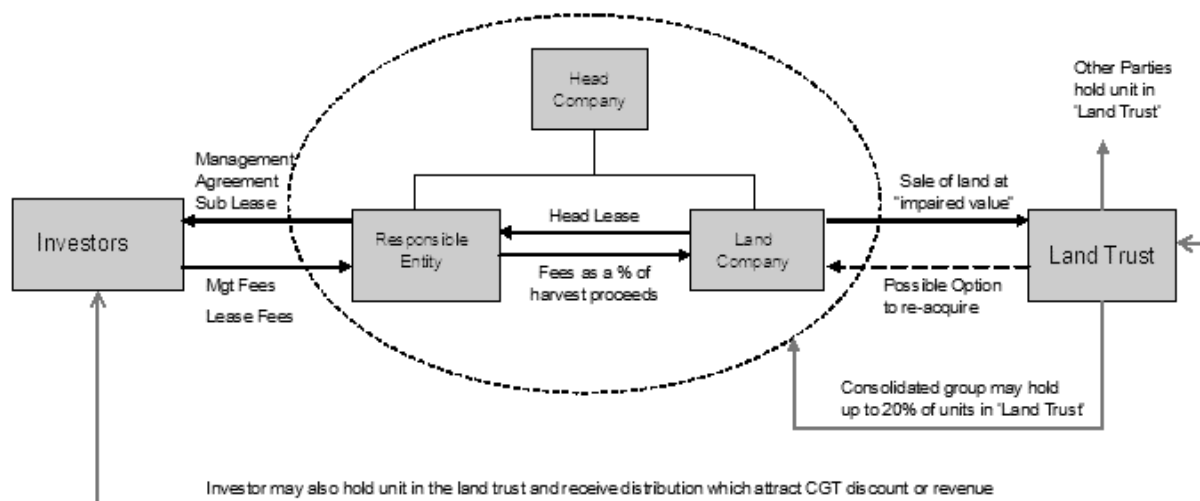 Head
Company
Other Parties
hold unit in
'Land Trust'
Management
Agreement
Sub Lease
Sale of land at
"impaired value"
Investors
Responsible
Entity
Head Lease
Fees as a % of
harvest proceeds
Land
Company
Land Trust
Mgt Fees
Lease Fees
Possible Option
to re-acquire
Consolidated group may hold
up to 20% of units in 'Land Trust'
Investor may also hold unit in the land trust and receive distribution which attract CGT discount or revenue